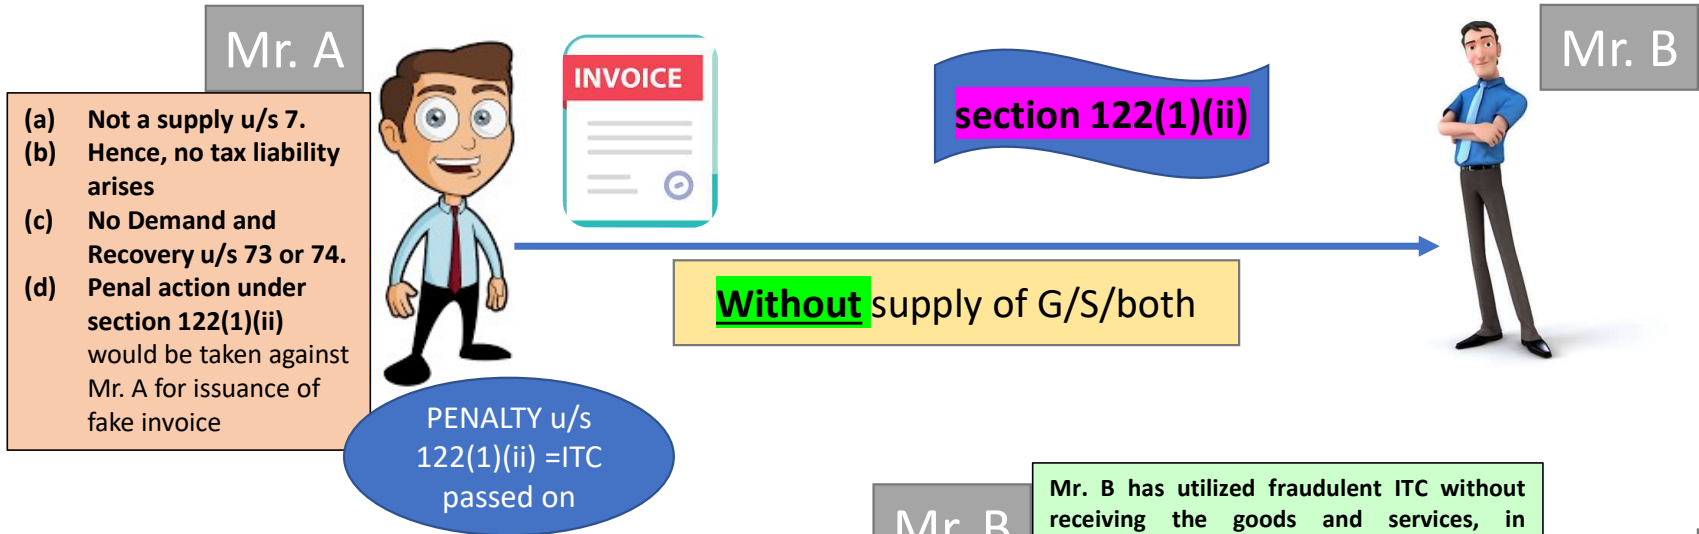 Mr. A
(a) Not a supply u/s 7.
(b) Hence, no tax liability
arises
(c) No Demand and
Recovery u/s 73 or 74.
(d) Penal action under
section 122(1)(ii)
would be taken against
Mr. A for issuance of
fake invoice
INVOICE
section 122(1)(ii)
Mr. B
Without supply of G/S/both
PENALTY u/s
122(1)(ii) =ITC
passed on
Mr. B
Mr. B has utilized fraudulent ITC without
receiving the goods and services, in